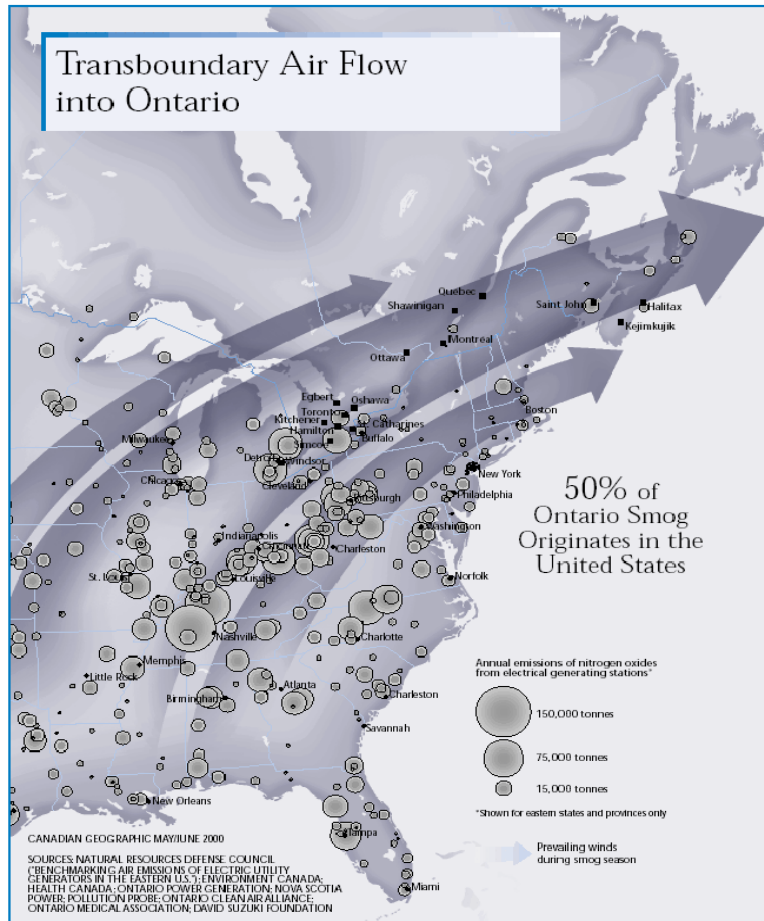 Transboundary Air Flow
into Ontario
Quebec
Shawinigan
Saint John
Halifax
Kejimkujik
Montréal
Ottawa
Egbert
Oshawa
Toronto
Kitchener
St. Catharines
Hamilton
Buffalo
Simcoe
Boston
Milwaukee
Detroit
Windsor
New York
Chicago
Cleveland
Pittsburgh
Philadelphia
50% of
Ontario Smog
Originates in the
United States
Washington
Indianapolis
Cincinnati
Charleston
St. Louis
Louisville
Norfolk
Nashville
Charlotte
Memphis
Little Rock
Atlanta
Birmingham
Charleston
Savannah
Annual emissions of nitrogen oxides
from electrical generating stations*
150,000 tonnes
75,000 tonnes
15,000 tonnes
*Shown for eastern states and provinces only
New Orleans
Tampa
Miami
Prevailing winds
during smog season
CANADIAN GEOGRAPHIC MAY/JUNE 2000
SOURCES: NATURAL RESOURCES DEFENSE COUNCIL
("BENCHMARKING AIR EMISSIONS OF ELECTRIC UTILITY
GENERATORS IN THE EASTERN U.S."); ENVIRONMENT CANADA;
HEALTH CANADA; ONTARIO POWER GENERATION; NOVA SCOTIA
POWER; POLLUTION PROBE; ONTARIO CLEAN AIR ALLIANCE;
ONTARIO MEDICAL ASSOCIATION; DAVID SUZUKI FOUNDATION